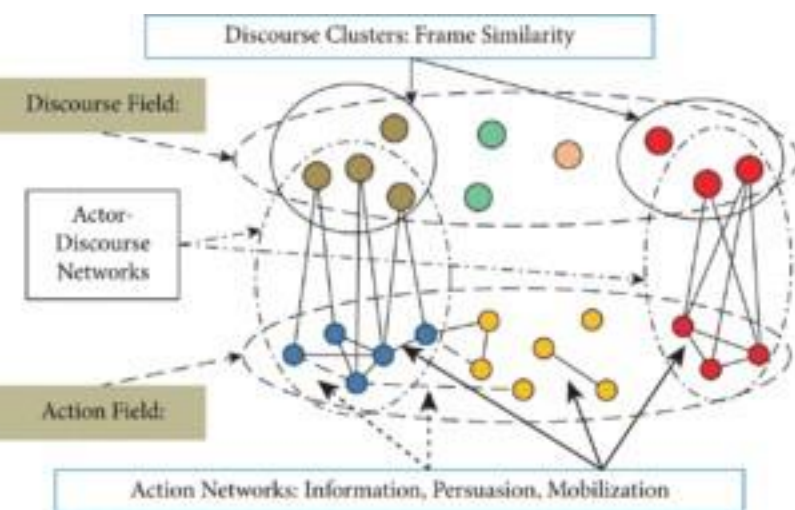 Discourse Clusters: Frame Similarity
Discourse Field:
Actor-
Discourse
Networks
Action Field:
Action Networks: Information, Persuasion, Mobilization